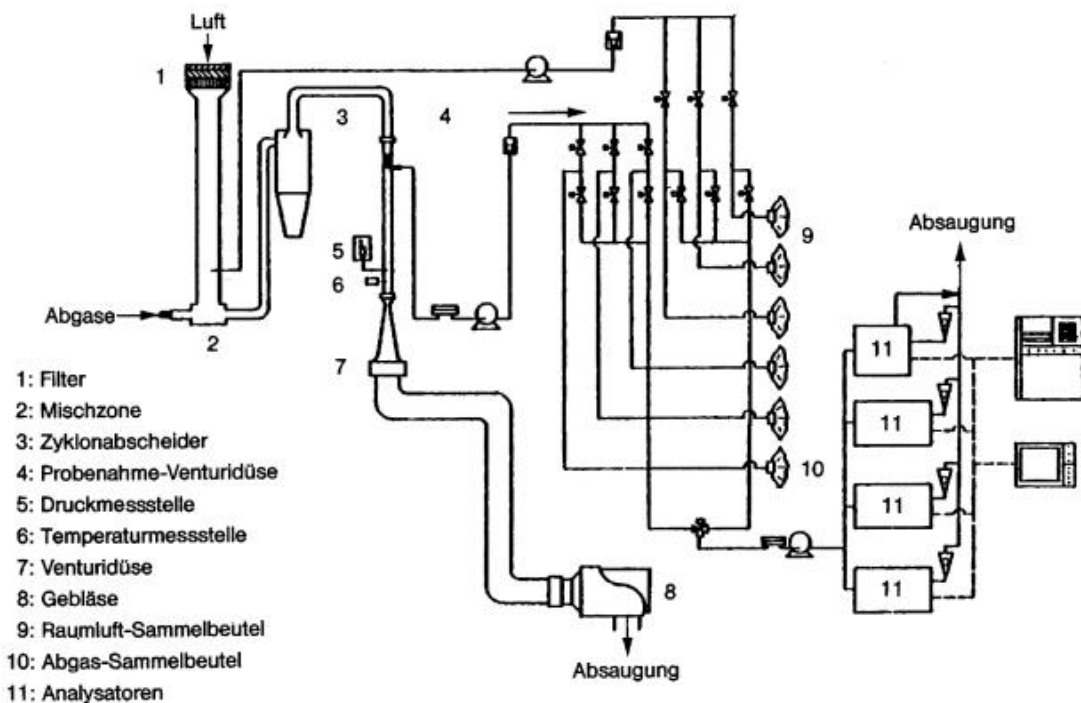 Luft
1
3
4
Absaugung
9
5
6
Abgase
2
11
7
11
10
11
11
8
Absaugung
1: Filter
2: Mischzone
3: Zyklonabscheider
4: Probenahme-Venturidüse
5: Druckmessstelle
6: Temperaturmessstelle
7: Venturidüse
8: Gebläse
9: Raumluft-Sammelbeutel
10: Abgas-Sammelbeutel
11: Analysatoren